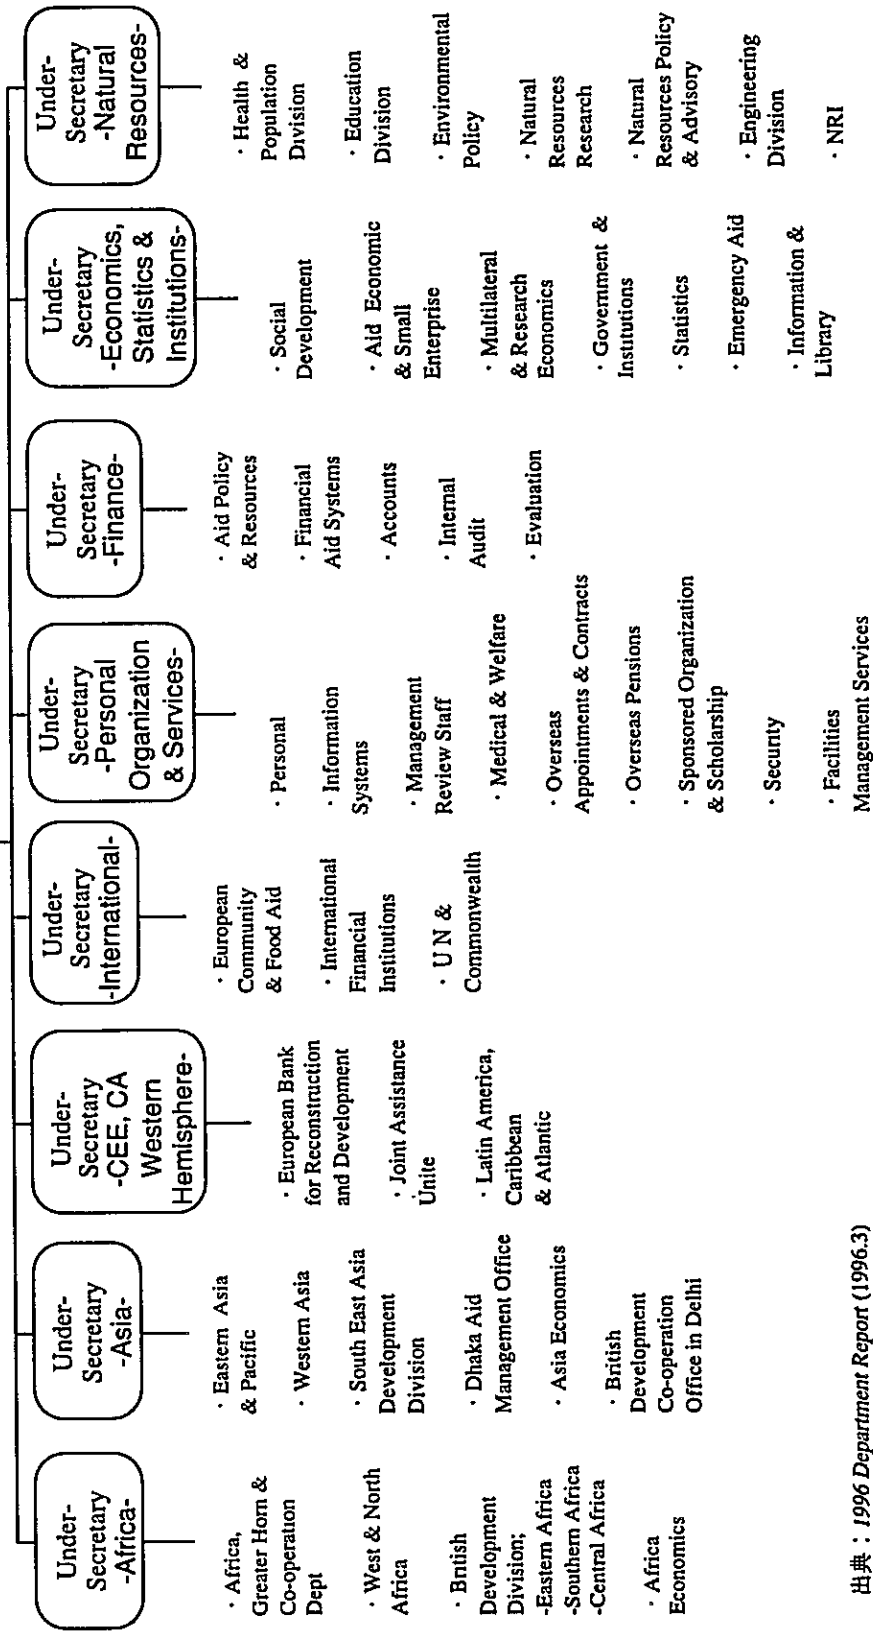 Under-
Secretary
-Africa-
· Africa,
Greater Horn &
Co-operation
Dept
· West & North
Africa
· British
Development
Division;
-Eastern Africa
-Southern Africa
-Central Africa
· Africa
Economics
Under-
Secretary
-Asia-
· Eastern Asia
& Pacific
· Western Asia
· South East Asia
Development
Division
· Dhaka Aid
Management Office
· Asia Economics
· British
Development
Co-operation
Office in Delhi
Under-
Secretary
-CEE, CA
Western
Hemisphere-
· European Bank
for Reconstruction
and Development
· Joint Assistance
Unite
· Latin America,
Caribbean
& Atlantic
Under-
Secretary
-International-
· European
Community
& Food Aid
· International
Financial
Institutions
· U N &
Commonwealth
Under-
Secretary
-Personal
Organization
& Services-
· Personal
· Information
Systems
· Management
Review Staff
· Medical & Welfare
· Overseas
Appointments & Contracts
· Overseas Pensions
· Sponsored Organization
& Scholarship
· Security
· Facilities
Management Services
Under-
Secretary
-Finance-
· Aid Policy
& Resources
· Financial
Aid Systems
· Accounts
· Internal
Audit
· Evaluation
Under-
Secretary
-Economics,
Statistics &
Institutions-
· Social
Development
· Aid Economic
& Small
Enterprise
· Multilateral
& Research
Economics
· Government &
Institutions
· Statistics
· Emergency Aid
· Information &
Library
Under-
Secretary
-Natural
Resources-
· Health &
Population
Division
· Education
Division
· Environmental
Policy
· Natural
Resources
Research
· Natural
Resources Policy
& Advisory
· Engineering
Division
· NRI
出典：1996 Department Report (1996.3)